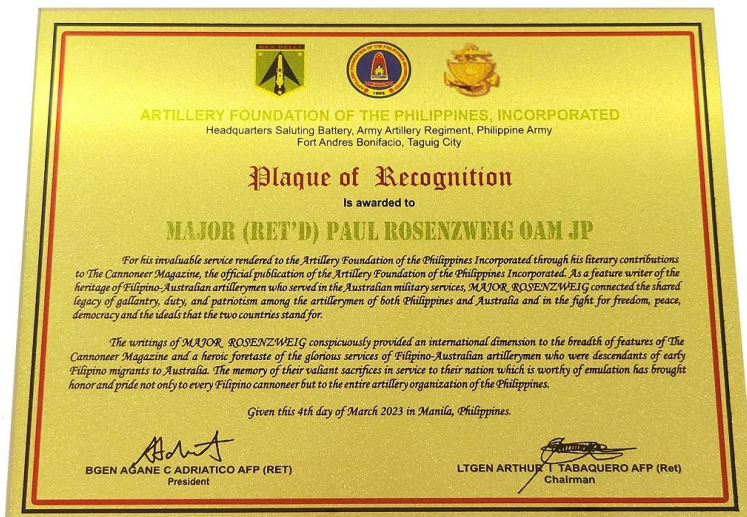 REX BELLI
ARTILLERY FOUNDATION OF THE PHILIPPINES INCORPORATED
1995
ARTILLERY FOUNDATION OF THE PHILIPPINES, INCORPORATED
Headquarters Saluting Battery, Army Artillery Regiment, Philippine Army
Fort Andres Bonifacio, Taguig City
Plaque of Recognition
Is awarded to
MAJOR (RET'D) PAUL ROSENZWEIG OAM JP
For his invaluable service rendered to the Artillery Foundation of the Philippines Incorporated through his literary contributions
to The Cannoneer Magazine, the official publication of the Artillery Foundation of the Philippines Incorporated. As a feature writer of the
heritage of Filipino-Australian artillerymen who served in the Australian military services, MAJOR ROSENZWEIG connected the shared
legacy of gallantry, duty, and patriotism among the artillerymen of both Philippines and Australia and in the fight for freedom, peace,
democracy and the ideals that the two countries stand for.
The writings of MAJOR ROSENZWEIG conspicuously provided an international dimension to the breadth of features of The
Cannoneer Magazine and a heroic foretaste of the glorious services of Filipino-Australian artillerymen who were descendants of early
Filipino migrants to Australia. The memory of their valiant sacrifices in service to their nation which is worthy of emulation has brought
honor and pride not only to every Filipino cannoneer but to the entire artillery organization of the Philippines.
Given this 4th day of March 2023 in Manila, Philippines.
BGEN AGANE C ADRIATICO AFP (RET)
President
LTGEN ARTHUR I TABAQUERO AFP (Ret)
Chairman